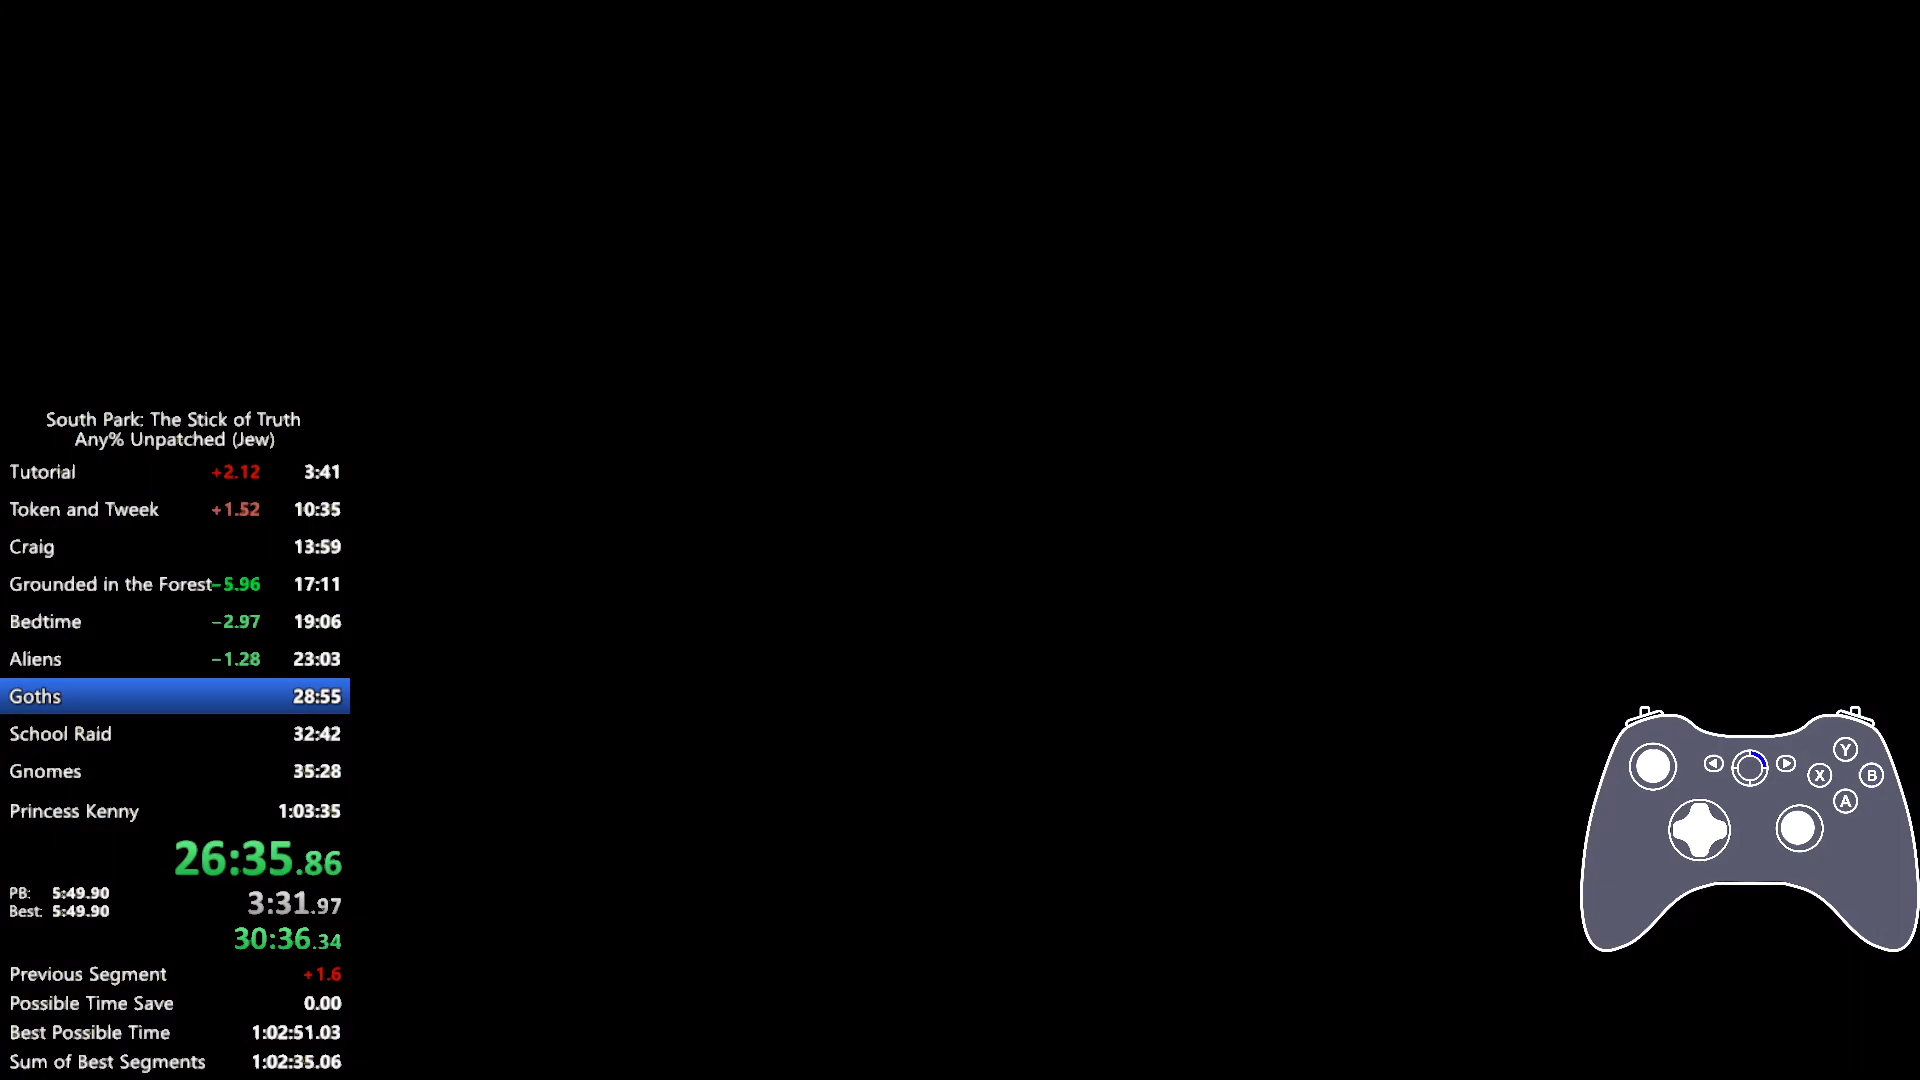 South Park: The Stick of Truth
Any% Unpatched (Jew)
Tutorial +2.12 3:41
Token and Tweek +1.52 10:35
Craig 13:59
Grounded in the Forest -5.96 17:11
Bedtime -2.97 19:06
Aliens -1.28 23:03
Goths 28:55
School Raid 32:42
Gnomes 35:28
Princess Kenny 1:03:35
26:35.86
PB: 5:49.90
Best: 5:49.90
3:31.97
30:36.34
Previous Segment +1.6
Possible Time Save 0.00
Best Possible Time 1:02:51.03
Sum of Best Segments 1:02:35.06
Y
X
B
A